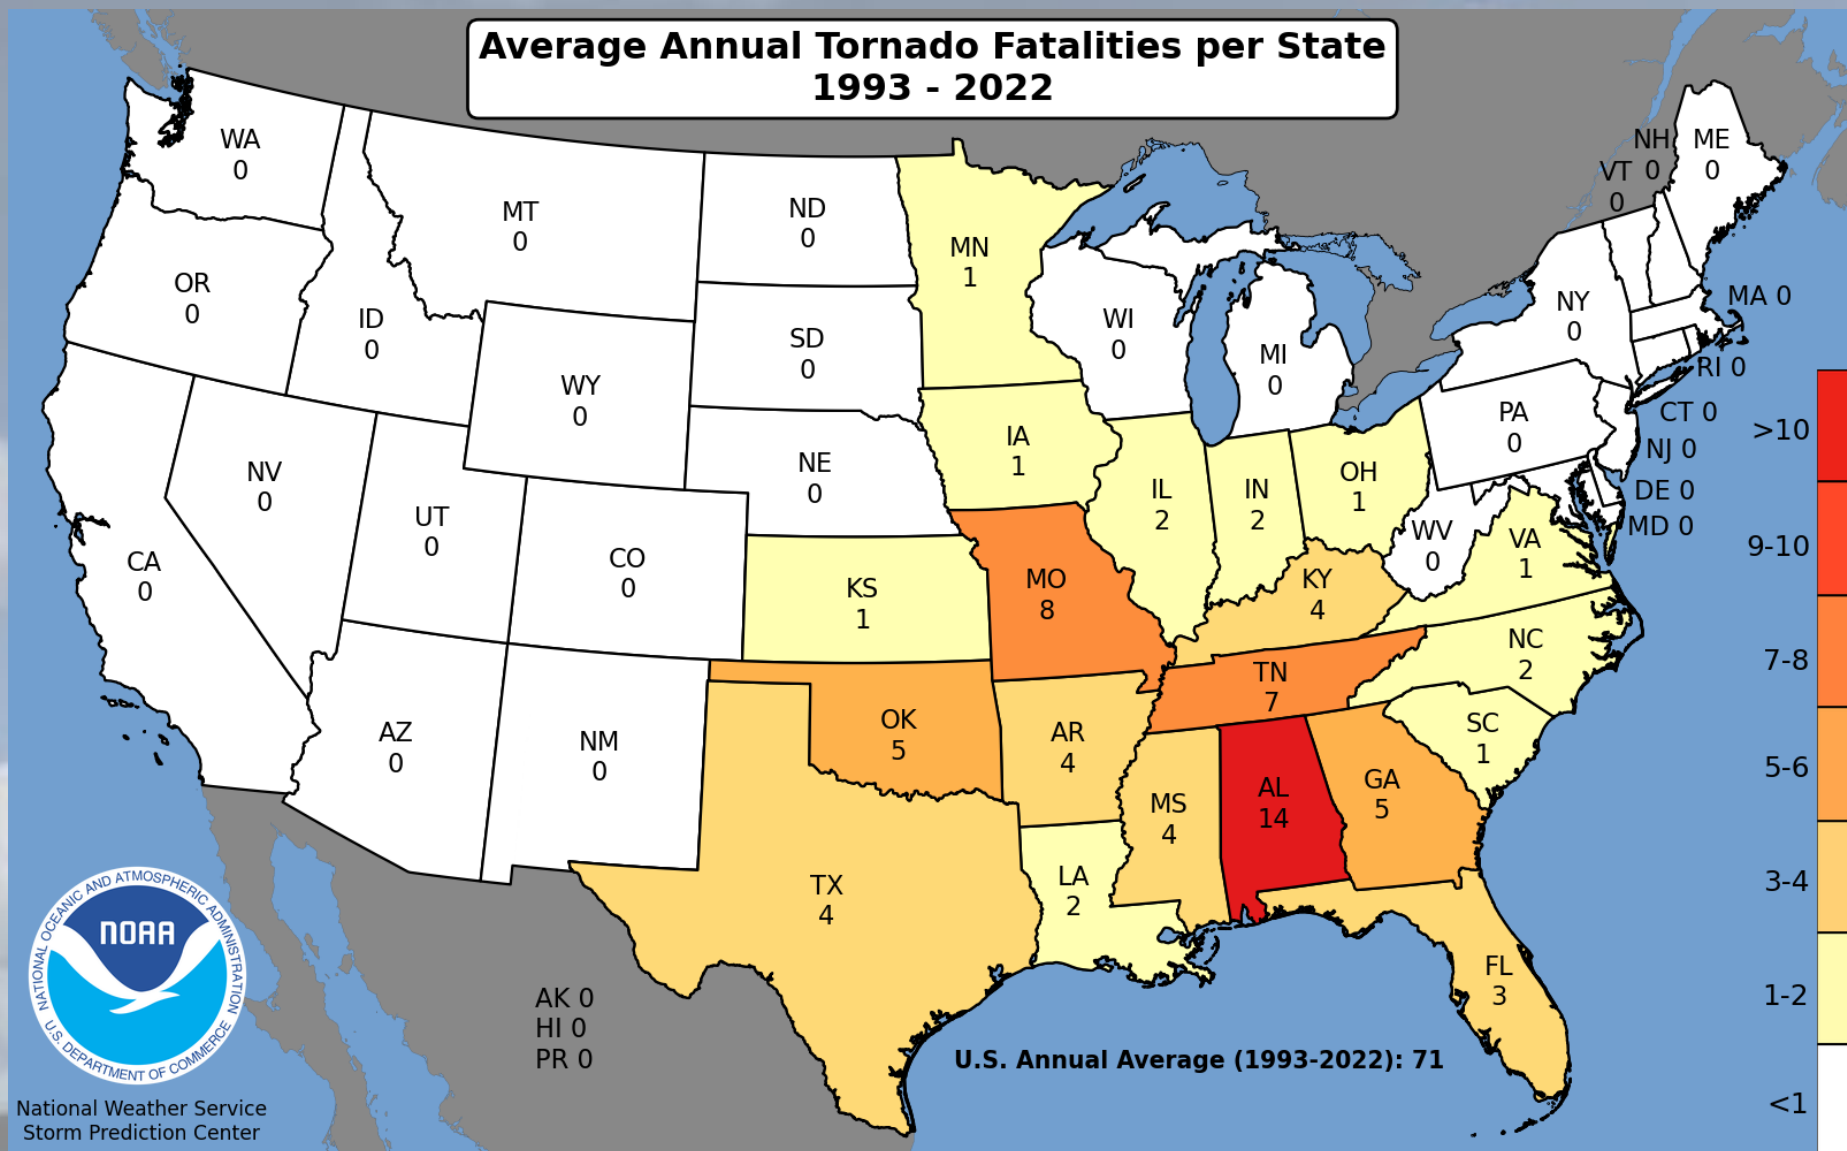 Average Annual Tornado Fatalities per State
1993 - 2022
WA
0
MT
0
ND
0
MN
1
NH
0
VT
0
ME
0
OR
0
ID
0
SD
0
WI
0
MI
0
NY
0
MA 0
RI 0
WY
0
CT 0
PA
0
NJ 0
>10
NV
0
NE
0
IA
1
IL
2
IN
2
OH
1
DE 0
MD 0
UT
0
CO
0
CA
0
KS
1
MO
8
KY
4
WV
0
VA
1
9-10
NC
2
TN
7
7-8
AZ
0
NM
0
OK
5
AR
4
SC
1
5-6
MS
4
AL
14
GA
5
TX
4
LA
2
3-4
FL
3
1-2
NATIONAL OCEANIC AND ATMOSPHERIC ADMINISTRATION
NOAA
U.S. DEPARTMENT OF COMMERCE
AK 0
HI 0
PR 0
U.S. Annual Average (1993-2022): 71
<1
National Weather Service
Storm Prediction Center